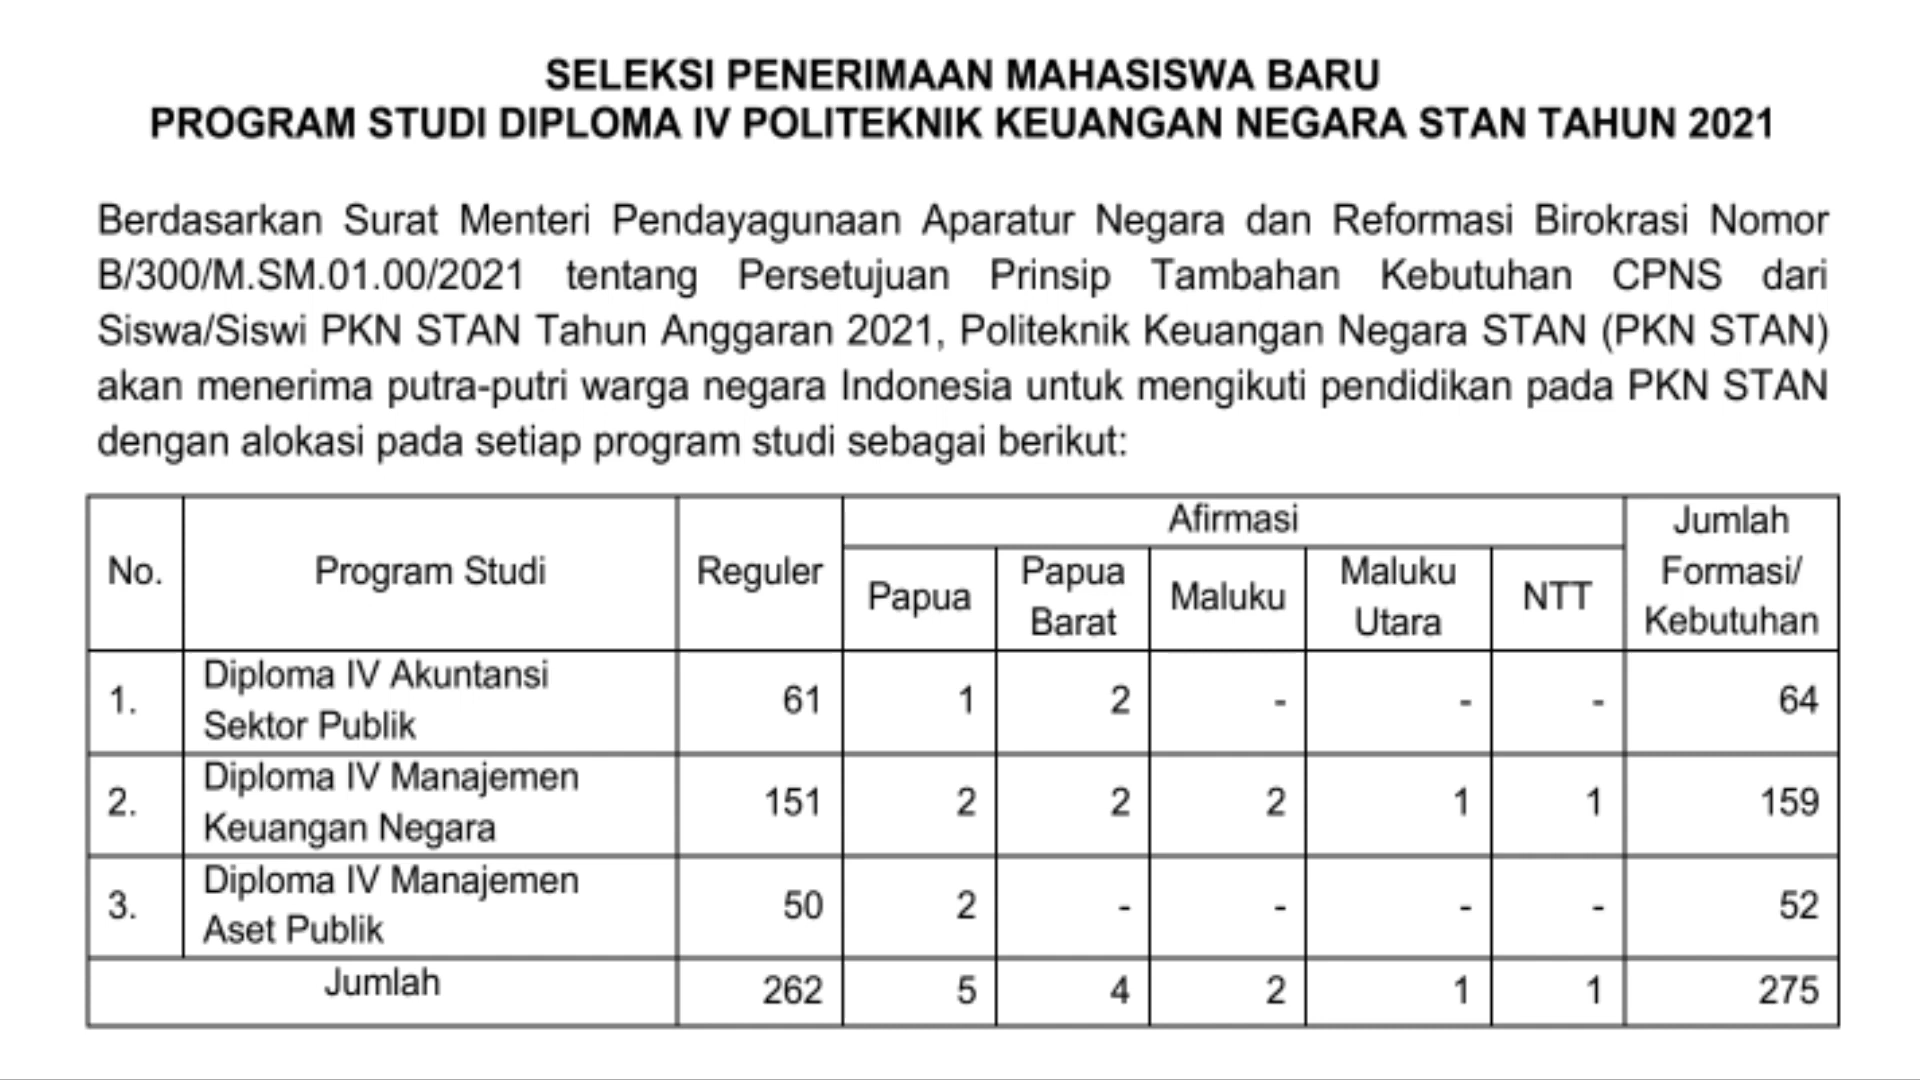 SELEKSI PENERIMAAN MAHASISWA BARU
PROGRAM STUDI DIPLOMA IV POLITEKNIK KEUANGAN NEGARA STAN TAHUN 2021
Berdasarkan Surat Menteri Pendayagunaan Aparatur Negara dan Reformasi Birokrasi Nomor
B/300/M.SM.01.00/2021 tentang Persetujuan Prinsip Tambahan Kebutuhan CPNS dari
Siswa/Siswi PKN STAN Tahun Anggaran 2021, Politeknik Keuangan Negara STAN (PKN STAN)
akan menerima putra-putri warga negara Indonesia untuk mengikuti pendidikan pada PKN STAN
dengan alokasi pada setiap program studi sebagai berikut:
No. Program Studi Reguler Afirmasi Jumlah
Formasi/
Kebutuhan
Papua Papua
Barat Maluku Maluku
Utara NTT
1. Diploma IV Akuntansi
Sektor Publik 61 1 2 - - - 64
2. Diploma IV Manajemen
Keuangan Negara 151 2 2 2 1 1 159
3. Diploma IV Manajemen
Aset Publik 50 2 - - - - 52
Jumlah 262 5 4 2 1 1 275